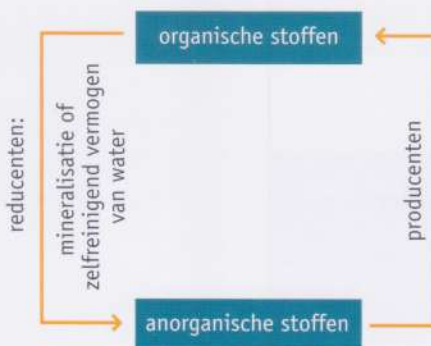 organische stoffen
reducenten:
mineralisatie of
zelfreinigend vermogen
van water
producenten
anorganische stoffen